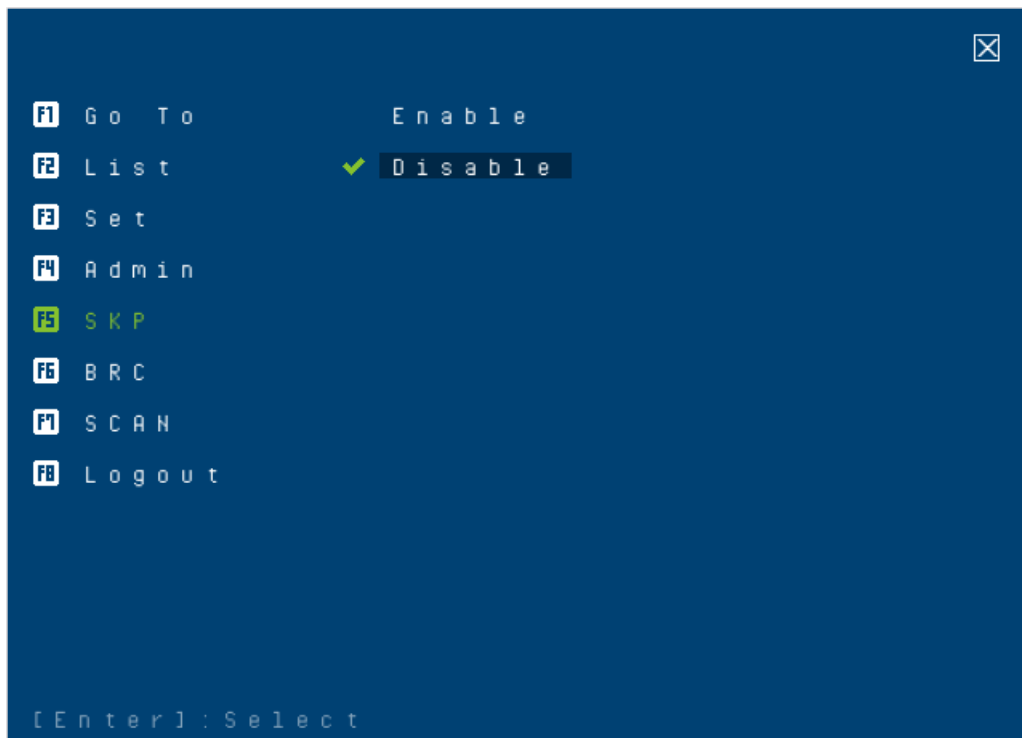 F1 Go To Enable
F2 List Disable
F3 Set
F4 Admin
F5 SKP
F6 BRC
F7 SCAN
F8 Logout
[Enter]:Select